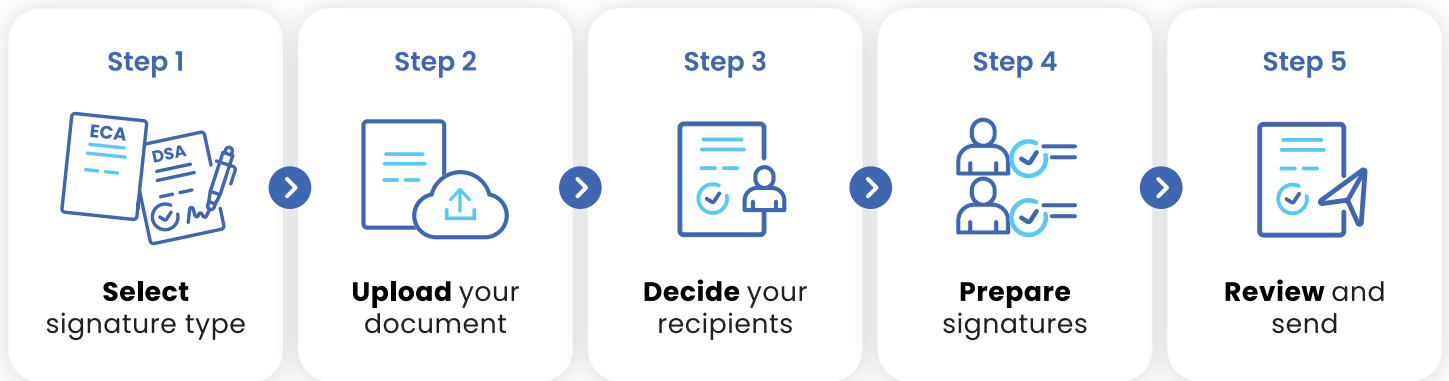 Step 1
ECA
DSA
Select
signature type
Step 2
Upload your
document
Step 3
Decide your
recipients
Step 4
Prepare
signatures
Step 5
Review and
send